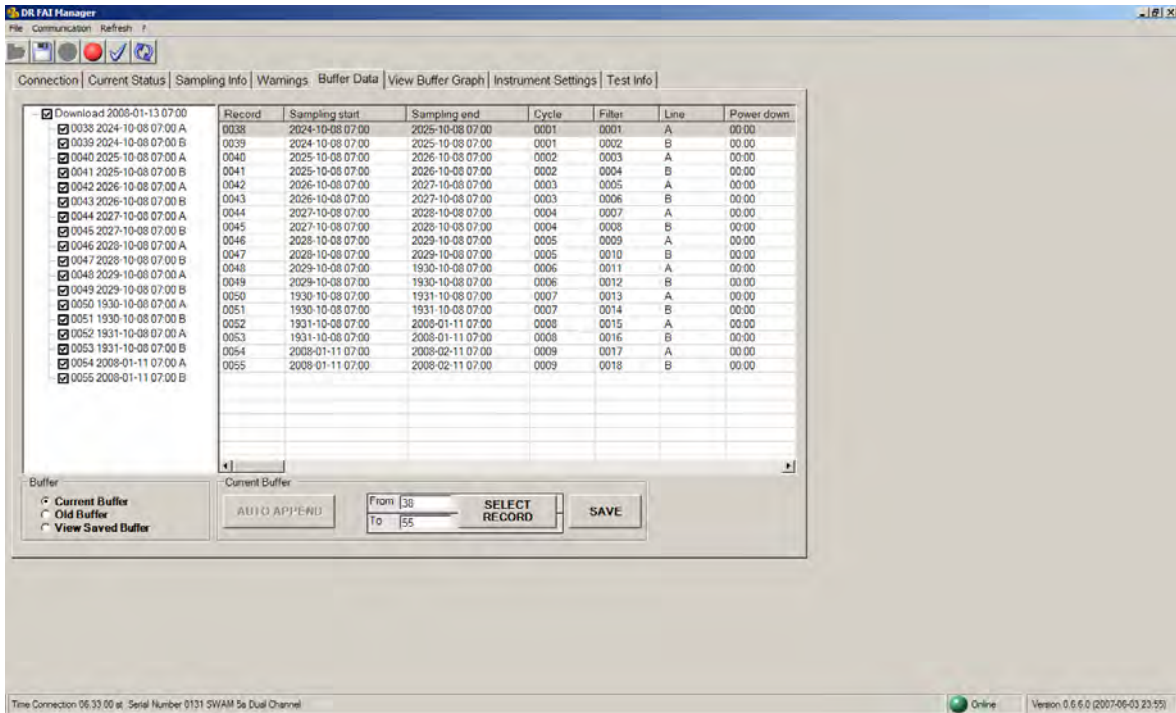 DR FAI Manager
File Communication Refresh ?
Connection Current Status Sampling Info Warnings Buffer Data View Buffer Graph Instrument Settings Test Info
Download 2008-01-13 07:00
0038 2024-10-08 07:00 A
0039 2024-10-08 07:00 B
0040 2025-10-08 07:00 A
0041 2025-10-08 07:00 B
0042 2026-10-08 07:00 A
0043 2026-10-08 07:00 B
0044 2027-10-08 07:00 A
0045 2027-10-08 07:00 B
0046 2028-10-08 07:00 A
0047 2028-10-08 07:00 B
0048 2029-10-08 07:00 A
0049 2029-10-08 07:00 B
0050 1930-10-08 07:00 A
0051 1930-10-08 07:00 B
0052 1931-10-08 07:00 A
0053 1931-10-08 07:00 B
0054 2008-01-11 07:00 A
0055 2008-01-11 07:00 B
Record Sampling start Sampling end Cycle Filter Line Power down
0038 2024-10-08 07:00 2025-10-08 07:00 0001 0001 A 00:00
0039 2024-10-08 07:00 2025-10-08 07:00 0001 0002 B 00:00
0040 2025-10-08 07:00 2026-10-08 07:00 0002 0003 A 00:00
0041 2025-10-08 07:00 2026-10-08 07:00 0002 0004 B 00:00
0042 2026-10-08 07:00 2027-10-08 07:00 0003 0005 A 00:00
0043 2026-10-08 07:00 2027-10-08 07:00 0003 0006 B 00:00
0044 2027-10-08 07:00 2028-10-08 07:00 0004 0007 A 00:00
0045 2027-10-08 07:00 2028-10-08 07:00 0004 0008 B 00:00
0046 2028-10-08 07:00 2029-10-08 07:00 0005 0009 A 00:00
0047 2028-10-08 07:00 2029-10-08 07:00 0005 0010 B 00:00
0048 2029-10-08 07:00 1930-10-08 07:00 0006 0011 A 00:00
0049 2029-10-08 07:00 1930-10-08 07:00 0006 0012 B 00:00
0050 1930-10-08 07:00 1931-10-08 07:00 0007 0013 A 00:00
0051 1930-10-08 07:00 1931-10-08 07:00 0007 0014 B 00:00
0052 1931-10-08 07:00 2008-01-11 07:00 0008 0015 A 00:00
0053 1931-10-08 07:00 2008-01-11 07:00 0008 0016 B 00:00
0054 2008-01-11 07:00 2008-02-11 07:00 0009 0017 A 00:00
0055 2008-01-11 07:00 2008-02-11 07:00 0009 0018 B 00:00
Buffer
Current Buffer
Old Buffer
View Saved Buffer
Current Buffer
AUTO APPEND
From 38
To 55
SELECT
RECORD
SAVE
Time Connection 06.33.00 at Serial Number 0131 SWAM 5a Dual Channel
Online
Version 0.6.6.0 (2007-06-03 23:55)